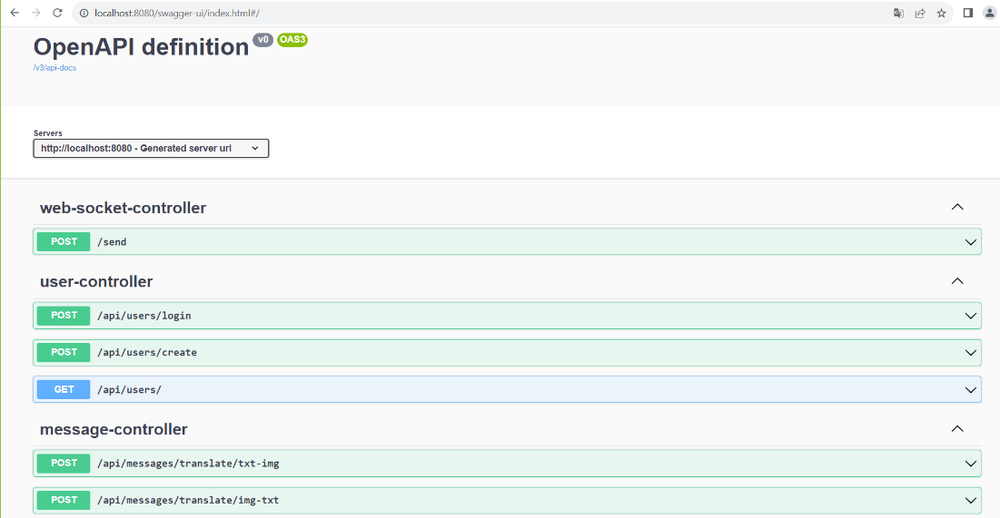 localhost:8080/swagger-ui/index.html#/
OpenAPI definition v0 OAS3
/v3/api-docs
Servers
http://localhost:8080 - Generated server url
web-socket-controller
POST /send
user-controller
POST /api/users/login
POST /api/users/create
GET /api/users/
message-controller
POST /api/messages/translate/txt-img
POST /api/messages/translate/img-txt